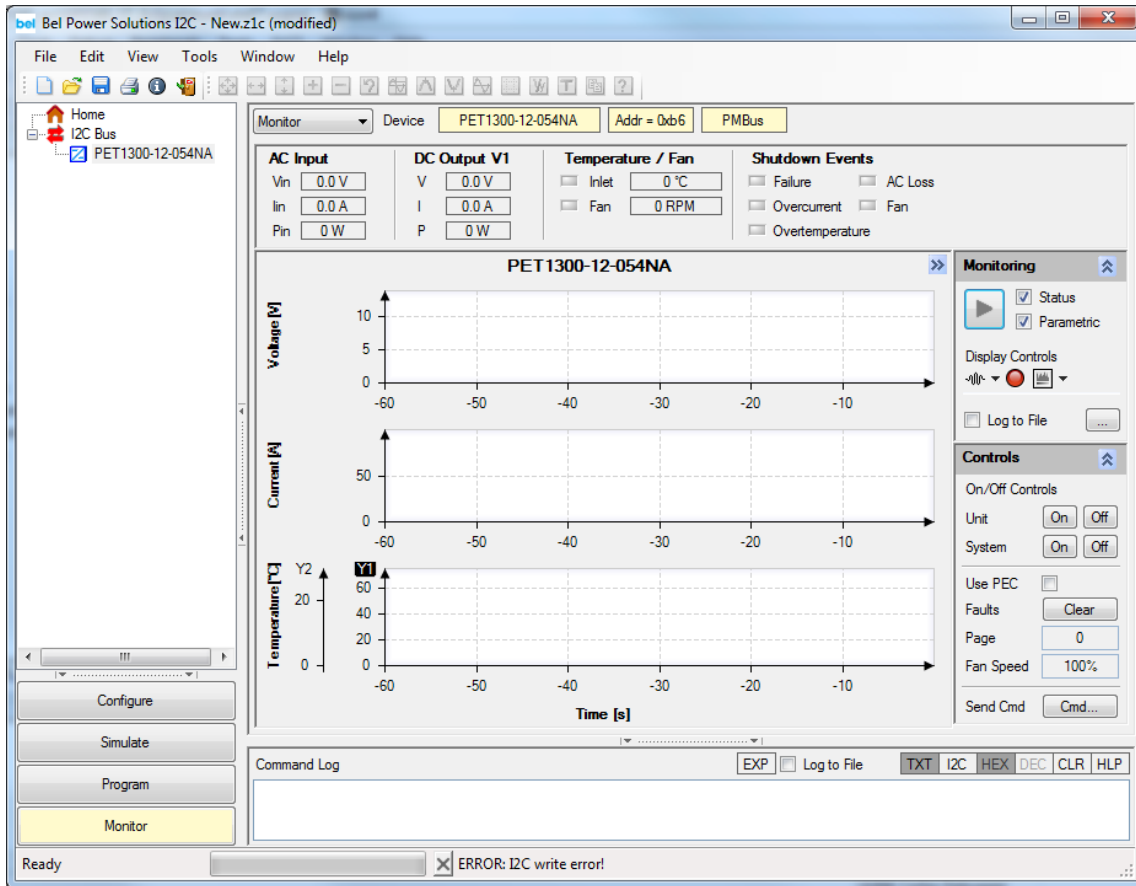 bel Bel Power Solutions I2C - New.z1c (modified)
File Edit View Tools Window Help
Home
I2C Bus
PET1300-12-054NA
Configure
Simulate
Program
Monitor
Monitor Device PET1300-12-054NA Addr = 0xb6 PMBus
AC Input DC Output V1 Temperature / Fan Shutdown Events
Vin 0.0 V V 0.0 V Inlet 0 °C Failure AC Loss
Iin 0.0 A I 0.0 A Fan 0 RPM Overcurrent Fan
Pin 0 W P 0 W Overtemperature
PET1300-12-054NA
Voltage [V]
10
5
0
-60 -50 -40 -30 -20 -10
Current [A]
50
0
-60 -50 -40 -30 -20 -10
Temperature [°C]
Y2 Y1
20 60
40
20
0 0
-60 -50 -40 -30 -20 -10
Time [s]
Monitoring
Status
Parametric
Display Controls
Log to File ...
Controls
On/Off Controls
Unit On Off
System On Off
Use PEC
Faults Clear
Page 0
Fan Speed 100%
Send Cmd Cmd...
Command Log EXP Log to File TXT I2C HEX DEC CLR HLP
Ready ERROR: I2C write error!